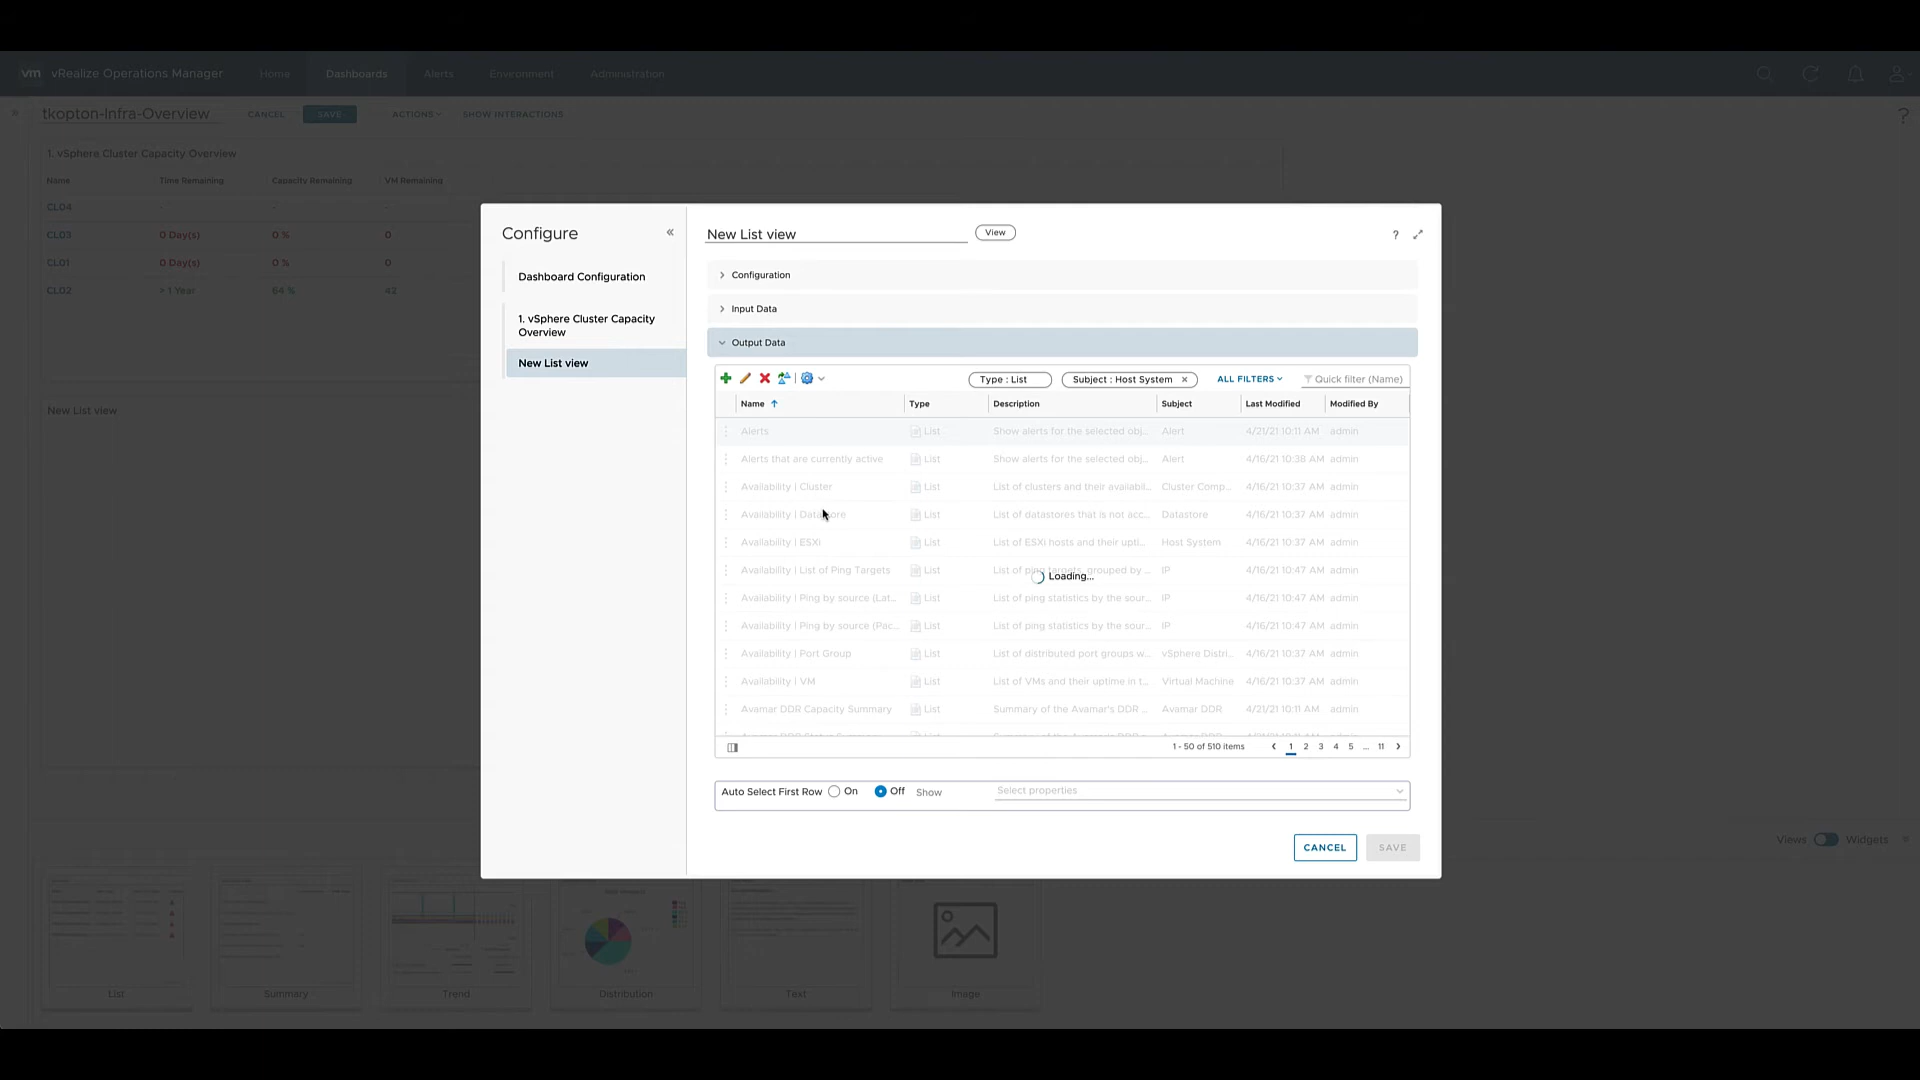 vm vRealize Operations Manager Home Dashboards Alerts Environment Administration
tkopton-Infra-Overview CANCEL SAVE ACTIONS SHOW INTERACTIONS ?
1. vSphere Cluster Capacity Overview
Name Time Remaining Capacity Remaining VM Remaining
CL04 - - -
CL03 0 Day(s) 0 % 0
CL01 0 Day(s) 0 % 0
CL02 > 1 Year 64 % 42
New List view
Configure «
Dashboard Configuration
1. vSphere Cluster Capacity
Overview
New List view
New List view View ?
Configuration
Input Data
Output Data
Type : List Subject : Host System × ALL FILTERS Quick filter (Name)
Name Type Description Subject Last Modified Modified By
Alerts List Show alerts for the selected obj... Alert 4/21/21 10:11 AM admin
Alerts that are currently active List Show alerts for the selected obj... Alert 4/16/21 10:38 AM admin
Availability | Cluster List List of clusters and their availabil... Cluster Comp... 4/16/21 10:37 AM admin
Availability | Datastore List List of datastores that is not acc... Datastore 4/16/21 10:37 AM admin
Availability | ESXi List List of ESXi hosts and their upti... Host System 4/16/21 10:37 AM admin
Availability | List of Ping Targets List List of ping targets, grouped by ... IP 4/16/21 10:47 AM admin
Loading...
Availability | Ping by source (Lat... List List of ping statistics by the sour... IP 4/16/21 10:47 AM admin
Availability | Ping by source (Pac... List List of ping statistics by the sour... IP 4/16/21 10:47 AM admin
Availability | Port Group List List of distributed port groups w... vSphere Distri... 4/16/21 10:37 AM admin
Availability | VM List List of VMs and their uptime in t... Virtual Machine 4/16/21 10:37 AM admin
Avamar DDR Capacity Summary List Summary of the Avamar's DDR ... Avamar DDR 4/21/21 10:11 AM admin
1 - 50 of 510 items 1 2 3 4 5 ... 11
Auto Select First Row On Off Show Select properties
CANCEL SAVE
Views Widgets
List Summary Trend Distribution Text Image